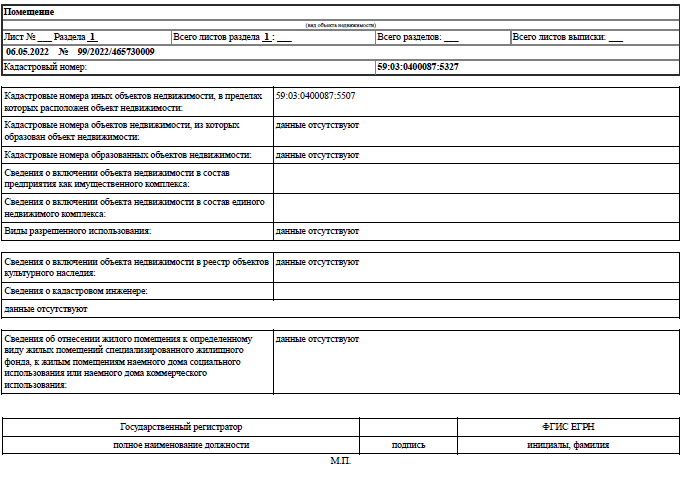 Помещение
(вид объекта недвижимости)
Лист № ___ Раздела 1 Всего листов раздела 1 : ___ Всего разделов: ___ Всего листов выписки: ___
06.05.2022 № 99/2022/465730009
Кадастровый номер: 59:03:0400087:5327
Кадастровые номера иных объектов недвижимости, в пределах 59:03:0400087:5507
которых расположен объект недвижимости:
Кадастровые номера объектов недвижимости, из которых данные отсутствуют
образован объект недвижимости:
Кадастровые номера образованных объектов недвижимости: данные отсутствуют
Сведения о включении объекта недвижимости в состав
предприятия как имущественного комплекса:
Сведения о включении объекта недвижимости в состав единого
недвижимого комплекса:
Виды разрешенного использования: данные отсутствуют
Сведения о включении объекта недвижимости в реестр объектов данные отсутствуют
культурного наследия:
Сведения о кадастровом инженере:
данные отсутствуют
Сведения об отнесении жилого помещения к определенному данные отсутствуют
виду жилых помещений специализированного жилищного
фонда, к жилым помещениям наемного дома социального
использования или наемного дома коммерческого
использования:
Государственный регистратор ФГИС ЕГРН
полное наименование должности подпись инициалы, фамилия
М.П.